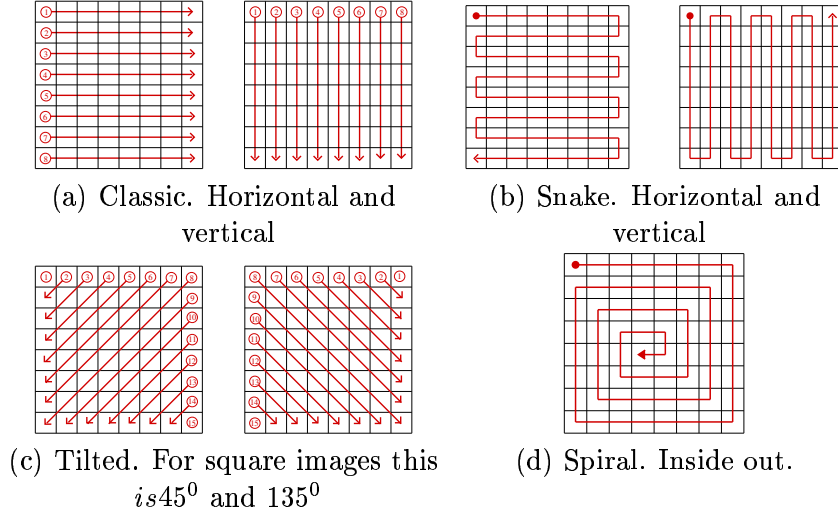 1 1 2 3 4 5 6 7 8
2
3
4
5
6
7
8
(a) Classic. Horizontal and
vertical
(b) Snake. Horizontal and
vertical
1 2 3 4 5 6 7 8 8 7 6 5 4 3 2 1
9 9
10 10
11 11
12 12
13 13
14 14
15 15
(c) Tilted. For square images this
is45⁰ and 135⁰
(d) Spiral. Inside out.